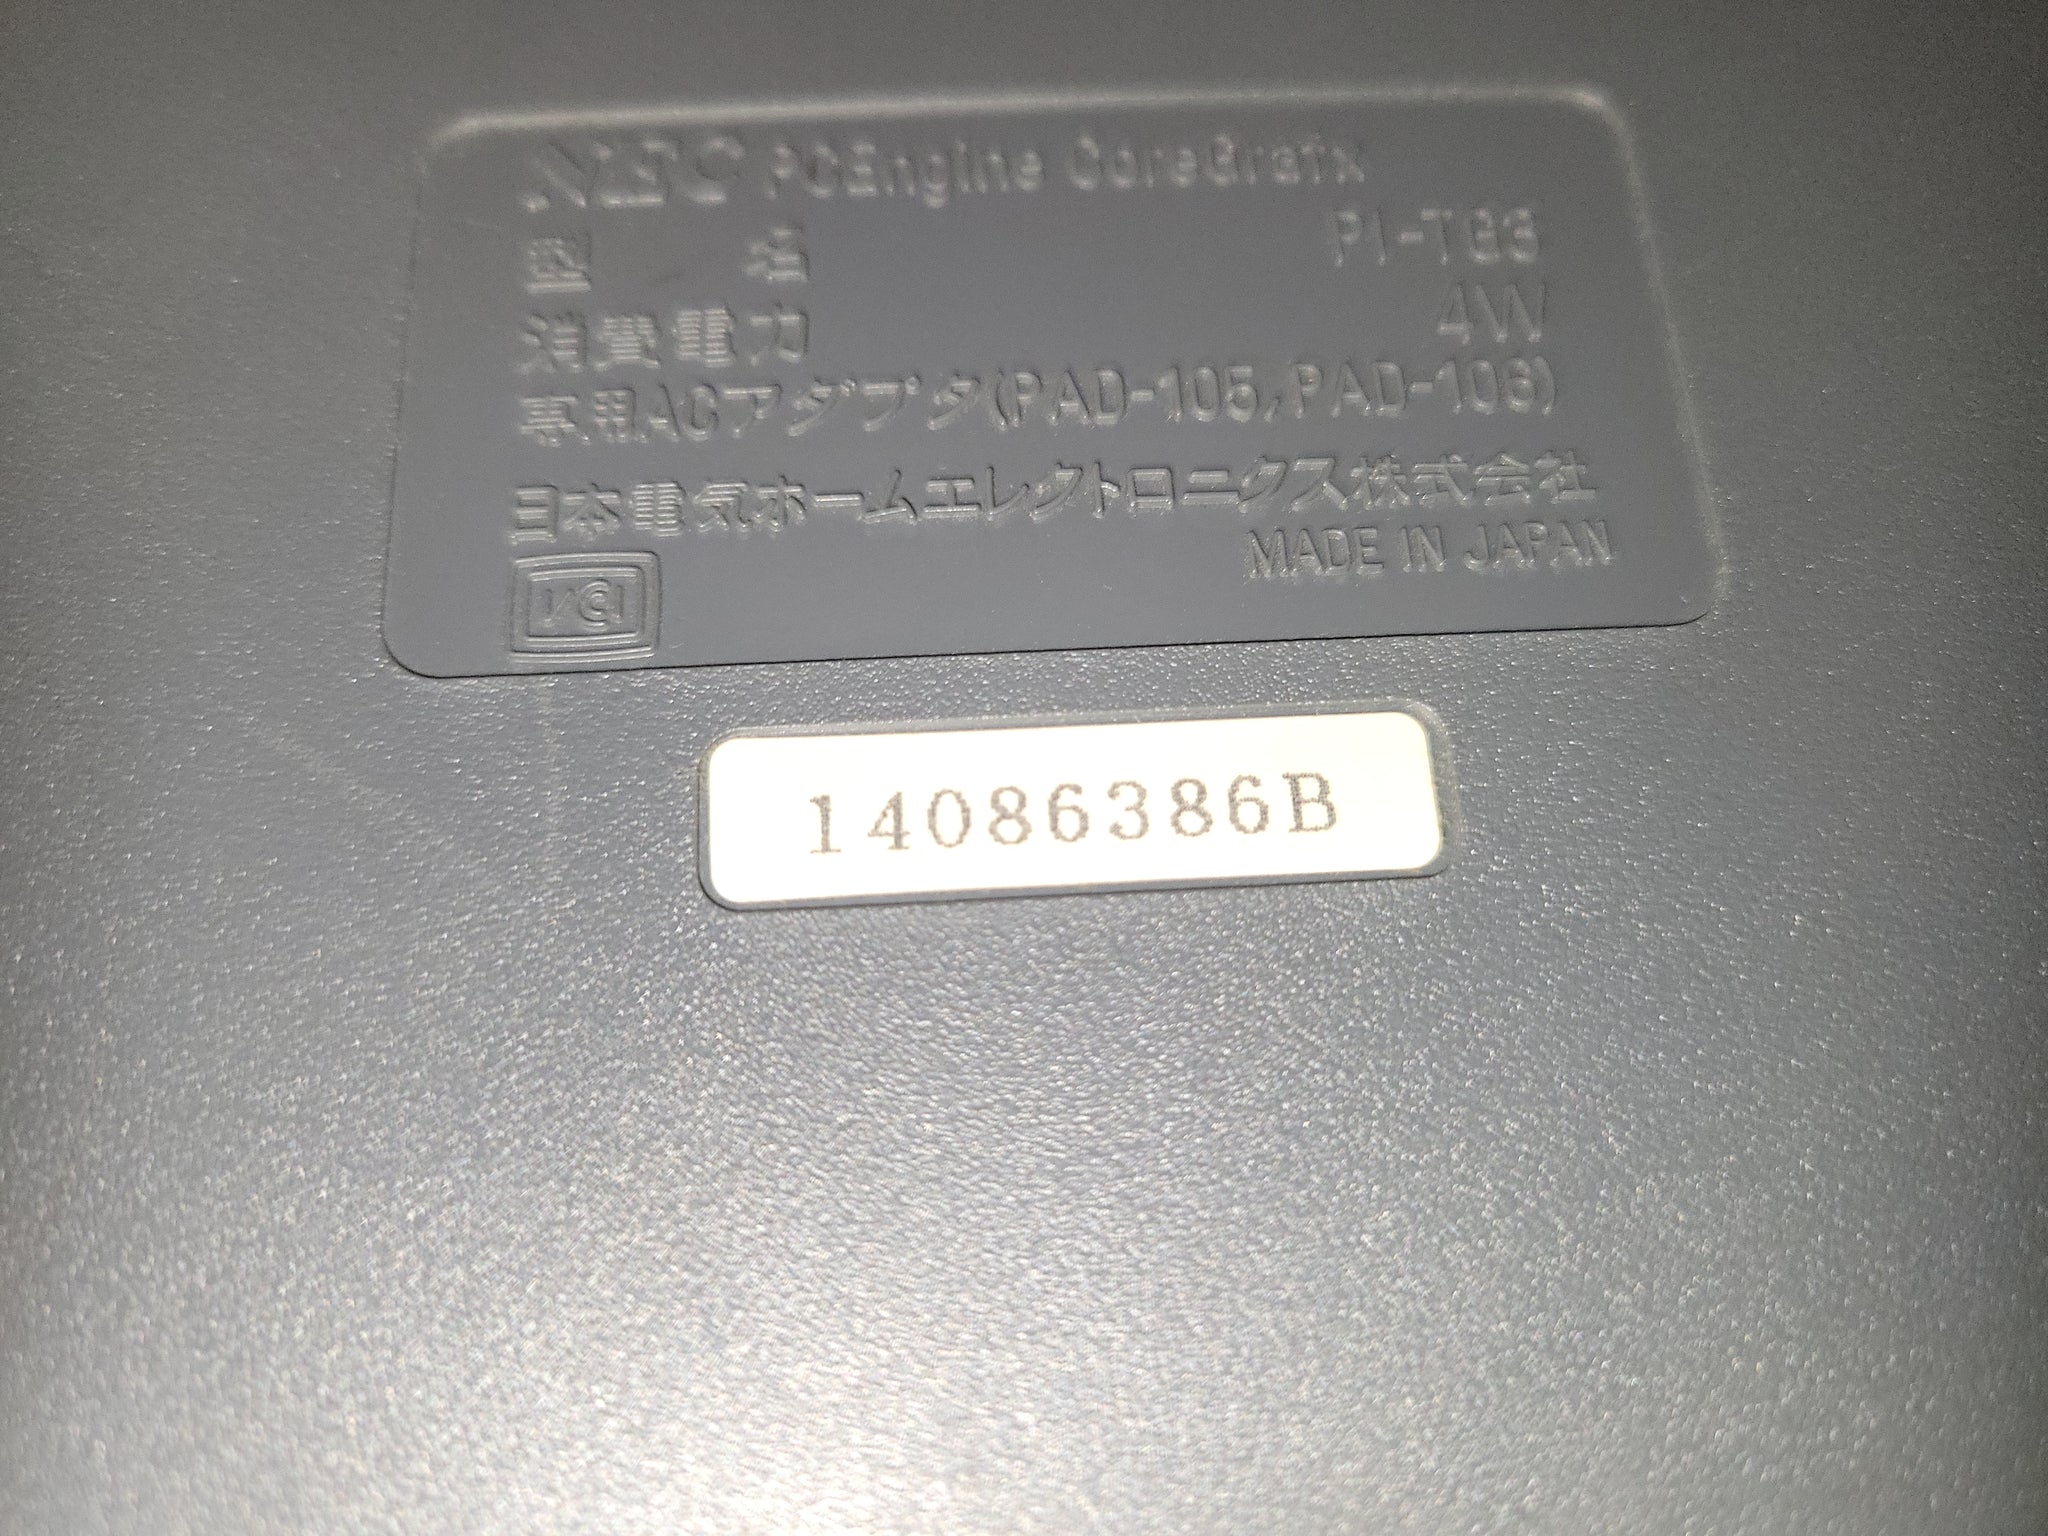 NEC PCEngine CoreGrafx
型 名 PI-TG3
消費電力 4W
専用ACアダプタ(PAD-105,PAD-106)
日本電気ホームエレクトロニクス株式会社
MADE IN JAPAN
VCI
14086386B